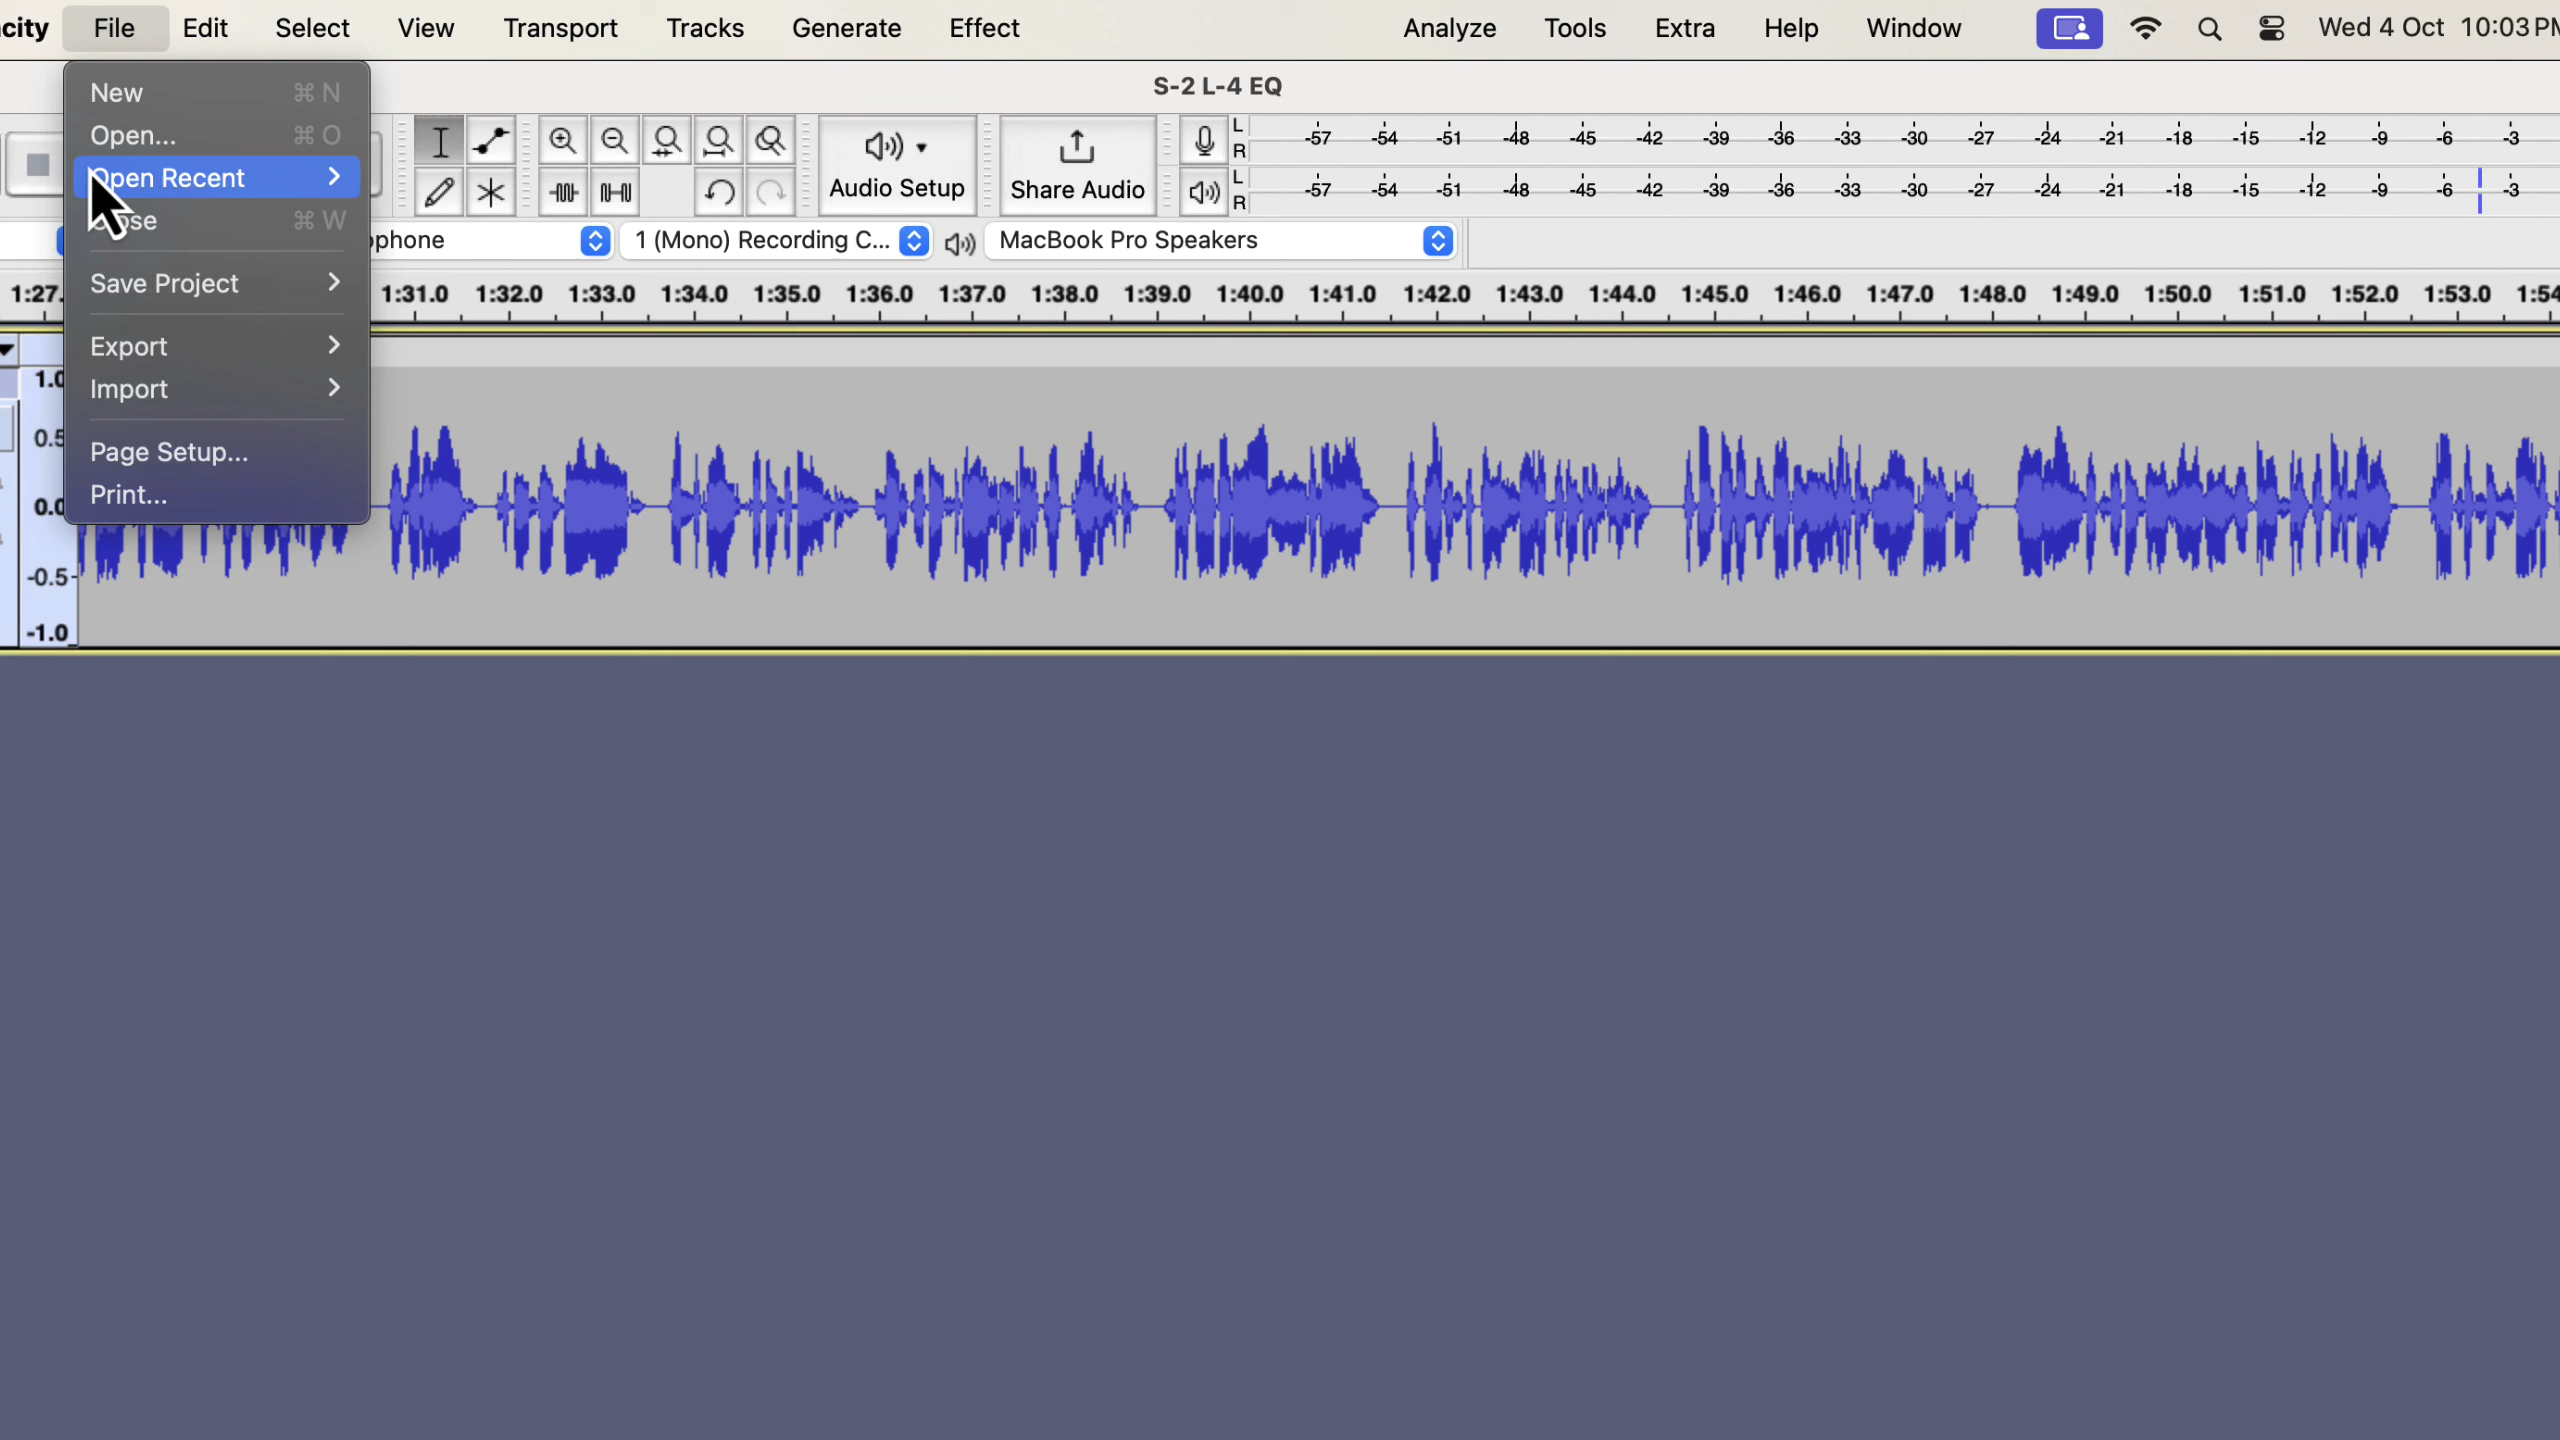 city File Edit Select View Transport Tracks Generate Effect Analyze Tools Extra Help Window Wed 4 Oct 10:03PM
S-2 L-4 EQ
New ⌘ N
Open... ⌘ O
Open Recent
Close ⌘ W
Save Project
Export
Import
Page Setup...
Print...
Audio Setup
Share Audio
L -57 -54 -51 -48 -45 -42 -39 -36 -33 -30 -27 -24 -21 -18 -15 -12 -9 -6 -3
R
L -57 -54 -51 -48 -45 -42 -39 -36 -33 -30 -27 -24 -21 -18 -15 -12 -9 -6 -3
R
phone 1 (Mono) Recording C... MacBook Pro Speakers
1:27. 1:31.0 1:32.0 1:33.0 1:34.0 1:35.0 1:36.0 1:37.0 1:38.0 1:39.0 1:40.0 1:41.0 1:42.0 1:43.0 1:44.0 1:45.0 1:46.0 1:47.0 1:48.0 1:49.0 1:50.0 1:51.0 1:52.0 1:53.0 1:54
1.0
0.5
0.0
-0.5
-1.0